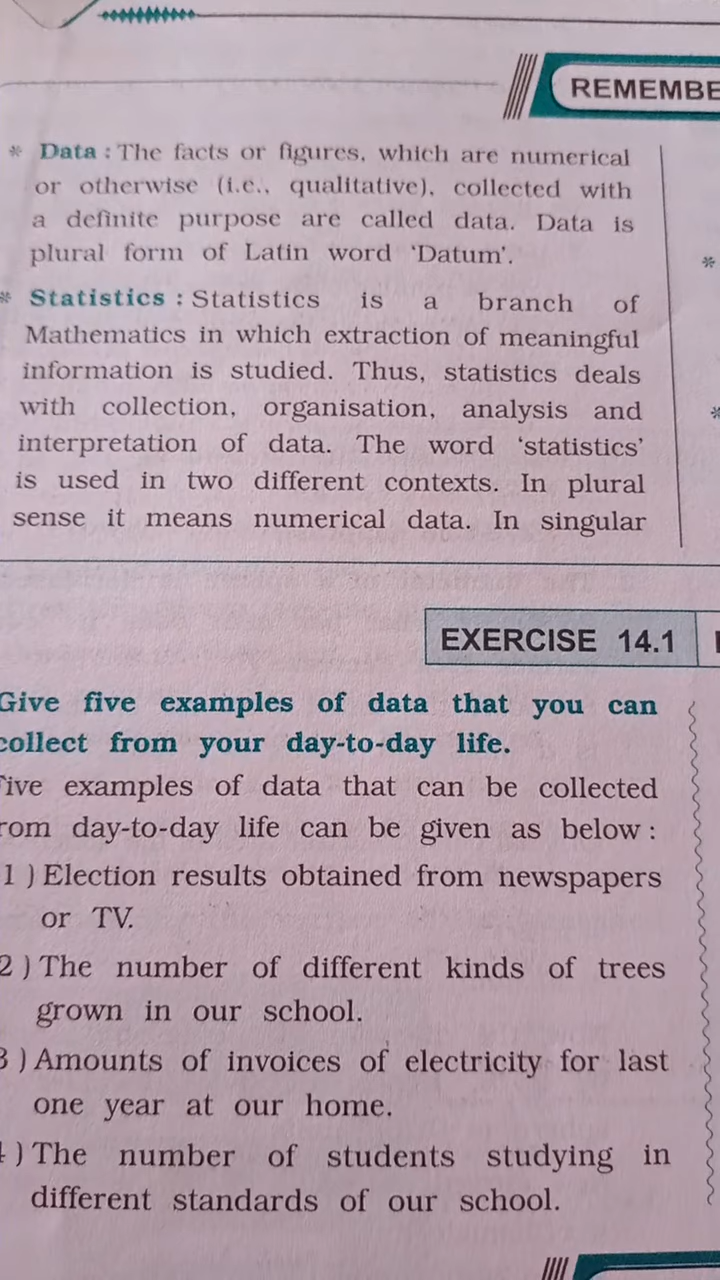 REMEMBE
* Data : The facts or figures, which are numerical
or otherwise (i.e., qualitative), collected with
a definite purpose are called data. Data is
plural form of Latin word ‘Datum’.
* Statistics : Statistics is a branch of
Mathematics in which extraction of meaningful
information is studied. Thus, statistics deals
with collection, organisation, analysis and
interpretation of data. The word ‘statistics’
is used in two different contexts. In plural
sense it means numerical data. In singular
EXERCISE 14.1
Give five examples of data that you can
collect from your day-to-day life.
Five examples of data that can be collected
from day-to-day life can be given as below :
1 ) Election results obtained from newspapers
or TV.
2 ) The number of different kinds of trees
grown in our school.
3 ) Amounts of invoices of electricity for last
one year at our home.
4 ) The number of students studying in
different standards of our school.